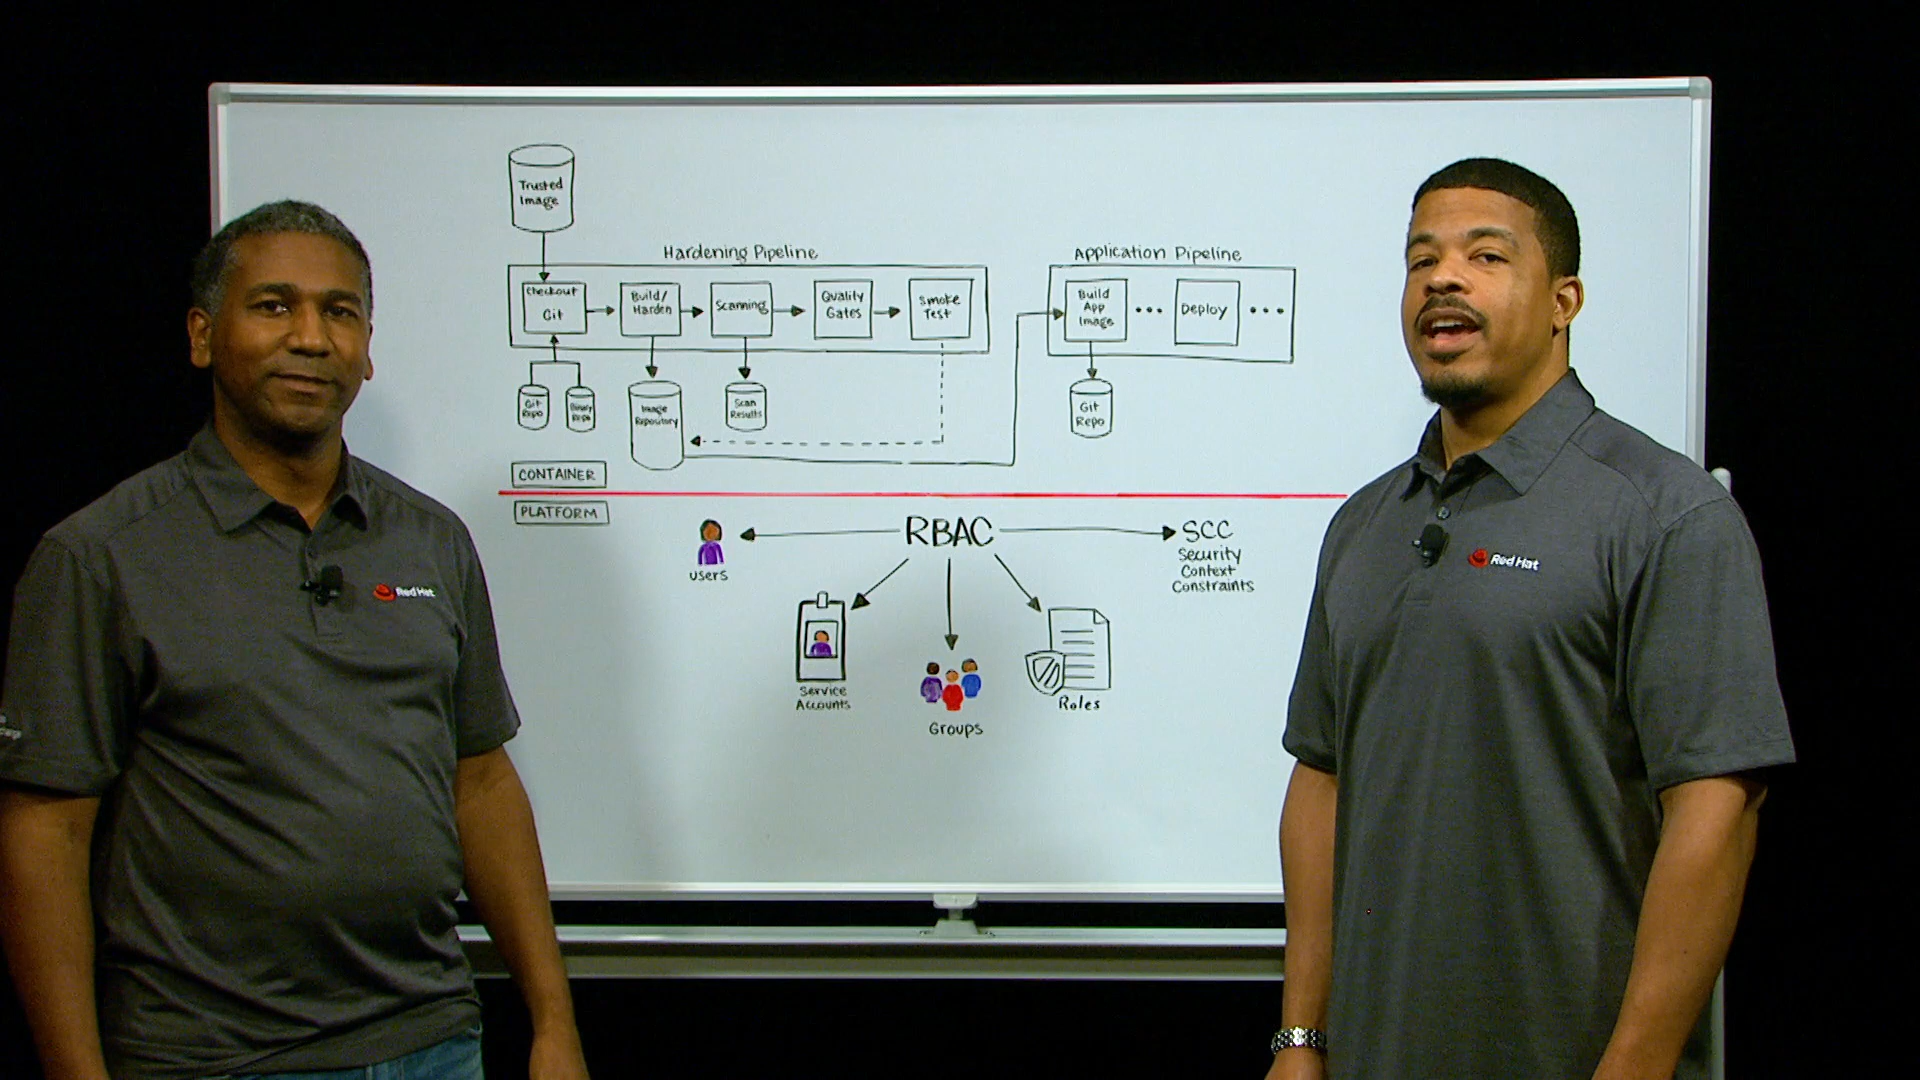 Trusted
Image
Hardening Pipeline
Application Pipeline
Checkout
Git
Build/
Harden
Scanning
Quality
Gates
Smoke
Test
Build
App
Image
Deploy
Git
Repo
Binary
Repo
Image
Repository
Scan
Results
Git
Repo
CONTAINER
PLATFORM
RBAC
SCC
Security
Context
Constraints
users
Service
Accounts
Groups
Roles
Red Hat
Red Hat